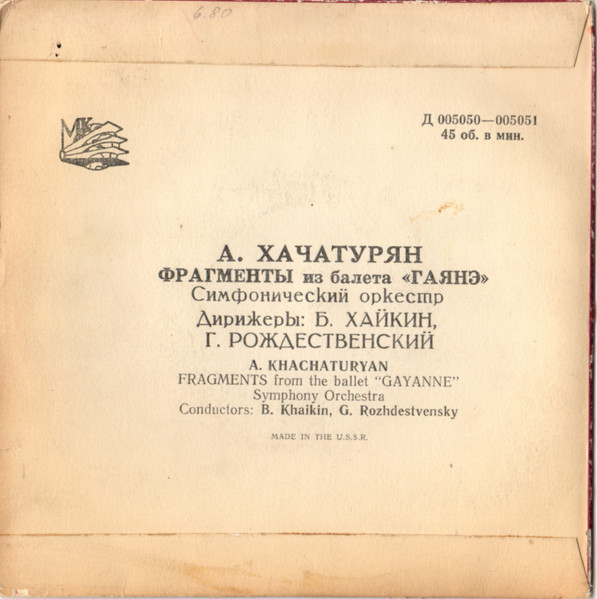 6.80
МК
Д 005050—005051
45 об. в мин.
А. ХАЧАТУРЯН
ФРАГМЕНТЫ из балета «ГАЯНЭ»
Симфонический оркестр
Дирижеры: Б. ХАЙКИН,
Г. РОЖДЕСТВЕНСКИЙ
A. KHACHATURYAN
FRAGMENTS from the ballet "GAYANNE"
Symphony Orchestra
Conductors: B. Khaikin, G. Rozhdestvensky
MADE IN THE U.S.S.R.